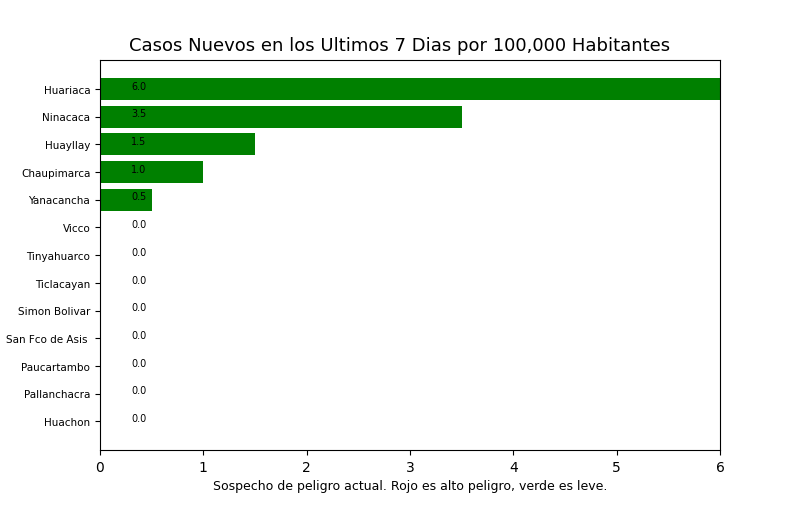 Casos Nuevos en los Ultimos 7 Dias por 100,000 Habitantes
Huariaca 6.0
Ninacaca 3.5
Huayllay 1.5
Chaupimarca 1.0
Yanacancha 0.5
Vicco 0.0
Tinyahuarco 0.0
Ticlacayan 0.0
Simon Bolivar 0.0
San Fco de Asis 0.0
Paucartambo 0.0
Pallanchacra 0.0
Huachon 0.0
0 1 2 3 4 5 6
Sospecho de peligro actual. Rojo es alto peligro, verde es leve.